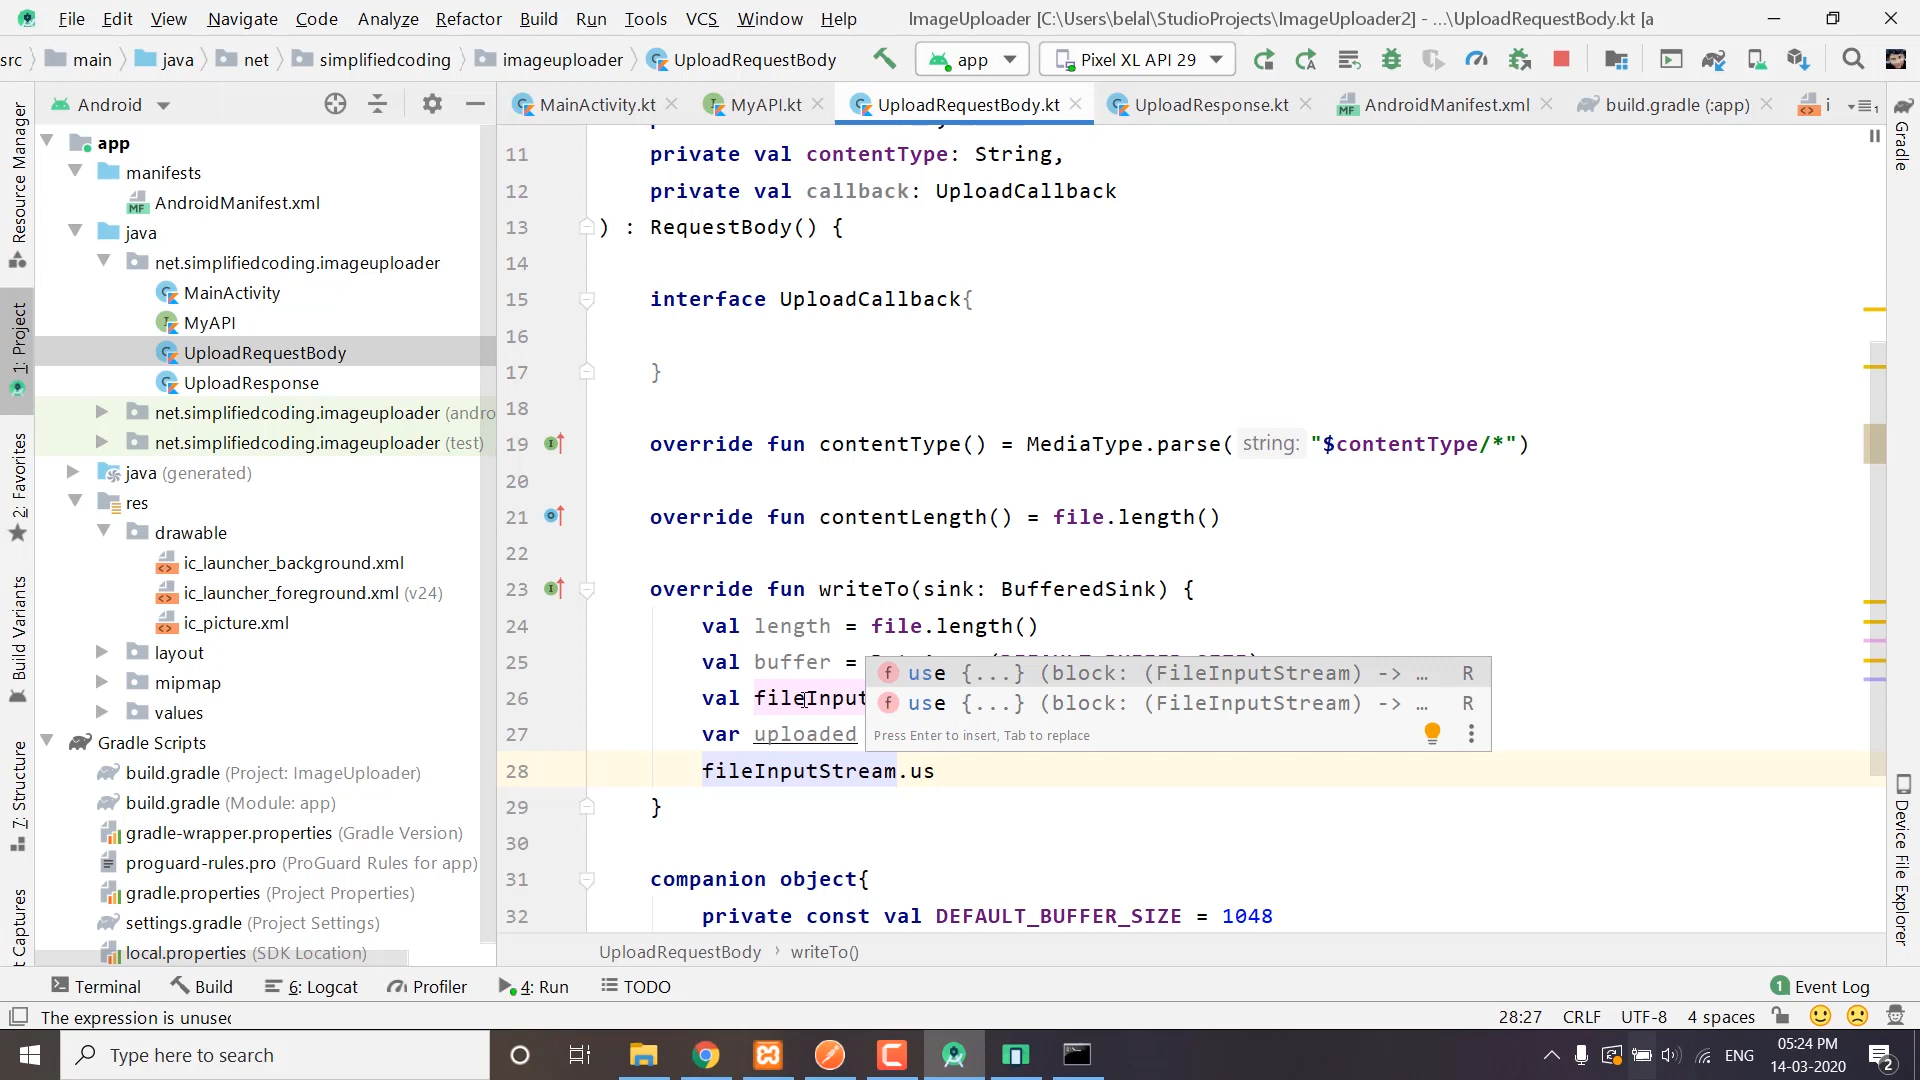 File Edit View Navigate Code Analyze Refactor Build Run Tools VCS Window Help ImageUploader [C:\Users\belal\StudioProjects\ImageUploader2] - ...\UploadRequestBody.kt [a
src main java net simplifiedcoding imageuploader UploadRequestBody app Pixel XL API 29
Android
MainActivity.kt MyAPI.kt UploadRequestBody.kt UploadResponse.kt AndroidManifest.xml build.gradle (:app) i
Resource Manager
1: Project
2: Favorites
Build Variants
7: Structure
t Captures
app
manifests
AndroidManifest.xml
java
net.simplifiedcoding.imageuploader
MainActivity
MyAPI
UploadRequestBody
UploadResponse
net.simplifiedcoding.imageuploader (andro
net.simplifiedcoding.imageuploader (test)
java (generated)
res
drawable
ic_launcher_background.xml
ic_launcher_foreground.xml (v24)
ic_picture.xml
layout
mipmap
values
Gradle Scripts
build.gradle (Project: ImageUploader)
build.gradle (Module: app)
gradle-wrapper.properties (Gradle Version)
proguard-rules.pro (ProGuard Rules for app)
gradle.properties (Project Properties)
settings.gradle (Project Settings)
local.properties (SDK Location)
11 private val contentType: String,
12 private val callback: UploadCallback
13 ) : RequestBody() {
14
15 interface UploadCallback{
16
17 }
18
19 override fun contentType() = MediaType.parse( string: "$contentType/*")
20
21 override fun contentLength() = file.length()
22
23 override fun writeTo(sink: BufferedSink) {
24 val length = file.length()
25 val buffer =
26 val fileInput
27 var uploaded
28 fileInputStream.us
29 }
30
31 companion object{
32 private const val DEFAULT_BUFFER_SIZE = 1048
f use {...} (block: (FileInputStream) -> … R
f use {...} (block: (FileInputStream) -> … R
Press Enter to insert, Tab to replace
UploadRequestBody › writeTo()
Gradle
Device File Explorer
Terminal Build 6: Logcat Profiler 4: Run TODO 1 Event Log
The expression is unused 28:27 CRLF UTF-8 4 spaces
Type here to search ENG 05:24 PM
14-03-2020 2